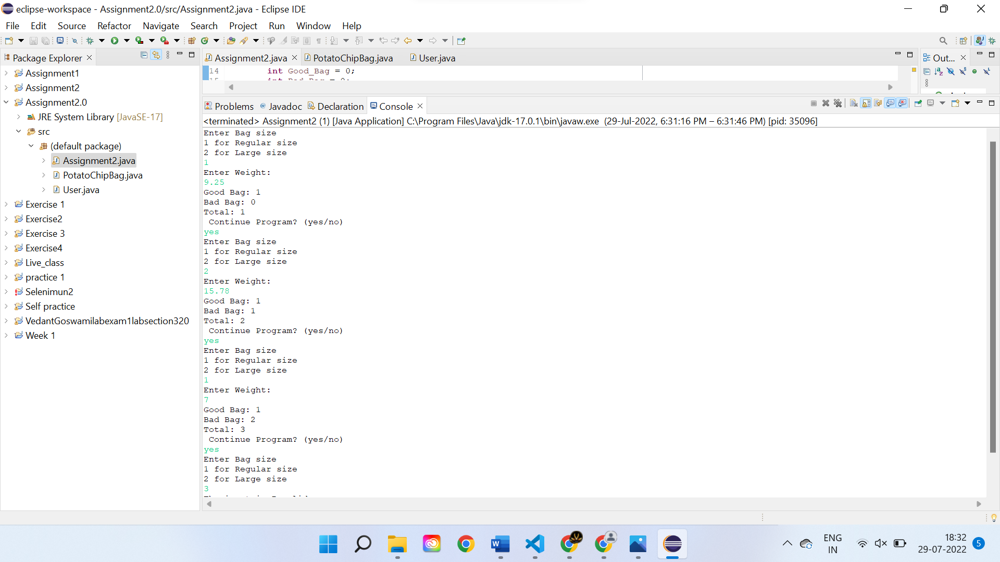 eclipse-workspace - Assignment2.0/src/Assignment2.java - Eclipse IDE
File Edit Source Refactor Navigate Search Project Run Window Help
Package Explorer
Assignment1
Assignment2
Assignment2.0
JRE System Library [JavaSE-17]
src
(default package)
Assignment2.java
PotatoChipBag.java
User.java
Exercise 1
Exercise2
Exercise 3
Exercise4
Live_class
practice 1
Selenimun2
Self practice
VedantGoswamilabexam1labsection320
Week 1
Assignment2.java PotatoChipBag.java User.java
14 int Good_Bag = 0;
Out...
Problems Javadoc Declaration Console
<terminated> Assignment2 (1) [Java Application] C:\Program Files\Java\jdk-17.0.1\bin\javaw.exe (29-Jul-2022, 6:31:16 PM – 6:31:46 PM) [pid: 35096]
Enter Bag size
1 for Regular size
2 for Large size
1
Enter Weight:
9.25
Good Bag: 1
Bad Bag: 0
Total: 1
Continue Program? (yes/no)
yes
Enter Bag size
1 for Regular size
2 for Large size
2
Enter Weight:
15.78
Good Bag: 1
Bad Bag: 1
Total: 2
Continue Program? (yes/no)
yes
Enter Bag size
1 for Regular size
2 for Large size
1
Enter Weight:
7
Good Bag: 1
Bad Bag: 2
Total: 3
Continue Program? (yes/no)
yes
Enter Bag size
1 for Regular size
2 for Large size
3
ENG
IN
18:32
29-07-2022
5